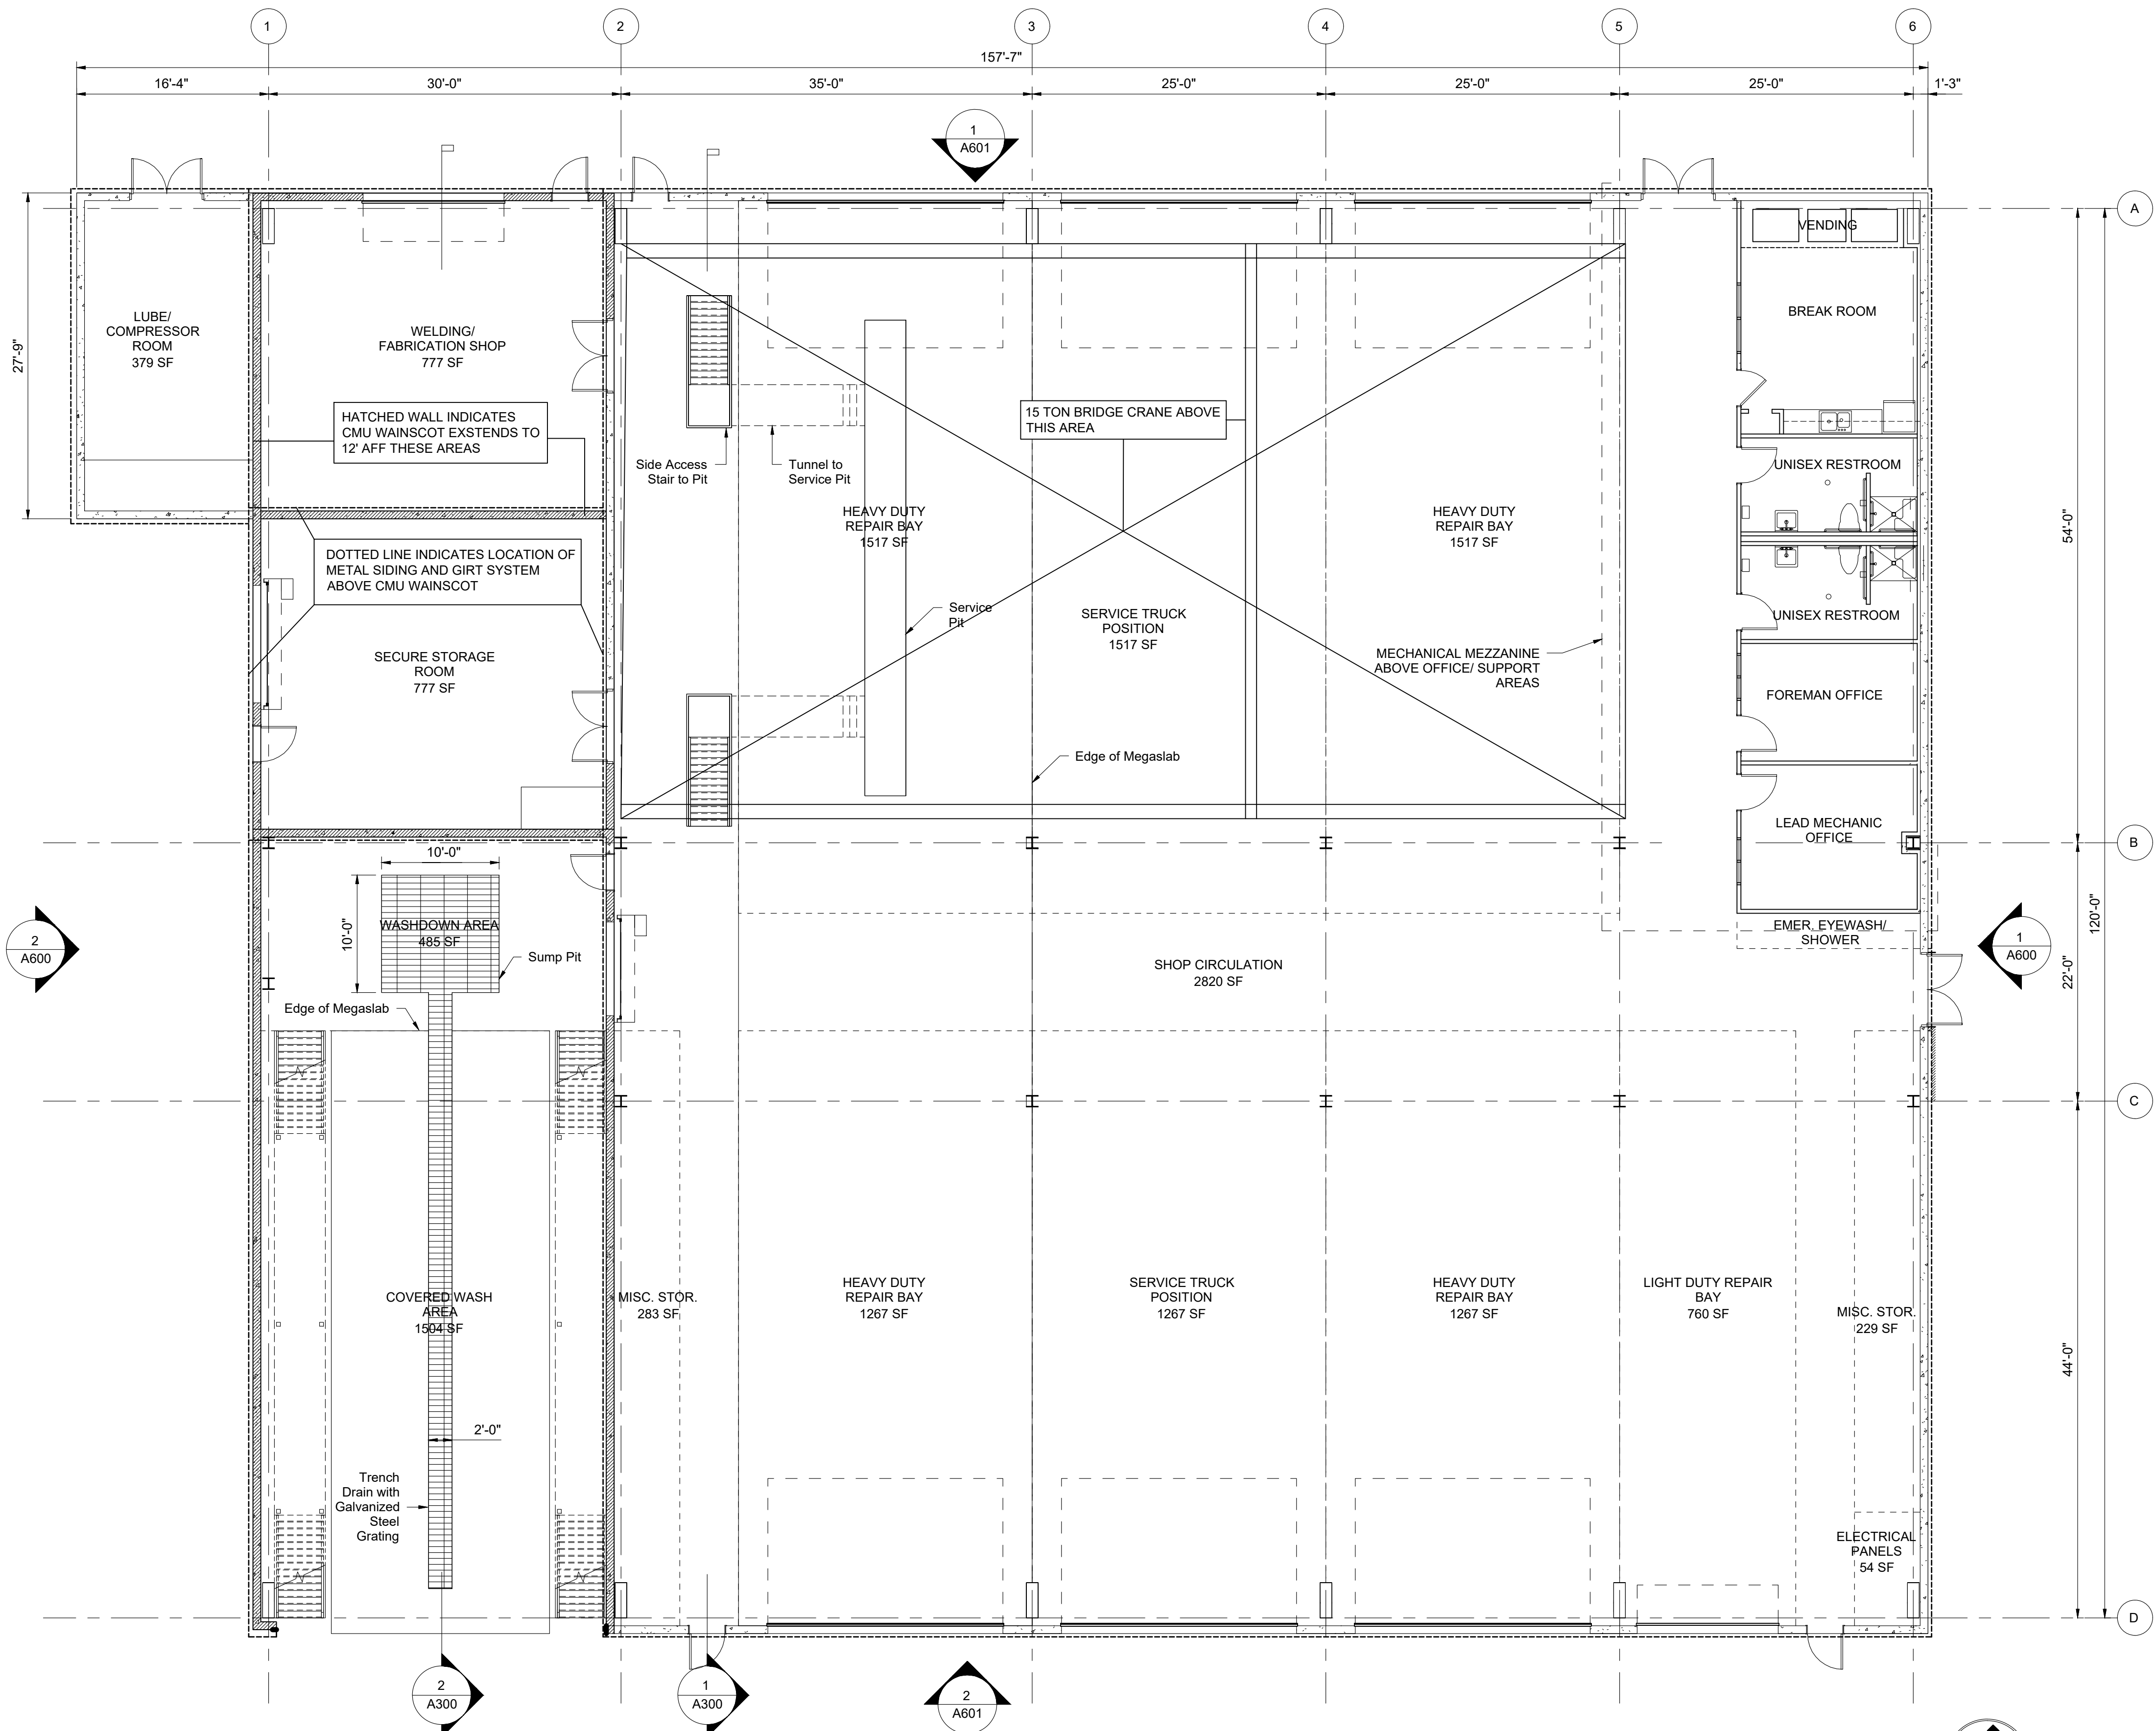 1
2
3
4
5
6
157'-7"
16'-4"
30'-0"
35'-0"
25'-0"
25'-0"
25'-0"
1'-3"
1
A601
A
VENDING
BREAK ROOM
LUBE/
COMPRESSOR
ROOM
379 SF
WELDING/
FABRICATION SHOP
777 SF
27'-9"
HATCHED WALL INDICATES
CMU WAINSCOT EXSTENDS TO
12' AFF THESE AREAS
15 TON BRIDGE CRANE ABOVE
THIS AREA
Side Access
Stair to Pit
Tunnel to
Service Pit
UNISEX RESTROOM
HEAVY DUTY
REPAIR BAY
1517 SF
HEAVY DUTY
REPAIR BAY
1517 SF
54'-0"
DOTTED LINE INDICATES LOCATION OF
METAL SIDING AND GIRT SYSTEM
ABOVE CMU WAINSCOT
Service
Pit
SERVICE TRUCK
POSITION
1517 SF
UNISEX RESTROOM
SECURE STORAGE
ROOM
777 SF
MECHANICAL MEZZANINE
ABOVE OFFICE/ SUPPORT
AREAS
FOREMAN OFFICE
Edge of Megaslab
LEAD MECHANIC
OFFICE
B
10'-0"
10'-0"
WASHDOWN AREA
485 SF
Sump Pit
2
A600
EMER. EYEWASH/
SHOWER
1
A600
120'-0"
22'-0"
SHOP CIRCULATION
2820 SF
Edge of Megaslab
C
COVERED WASH
AREA
1504 SF
MISC. STOR.
283 SF
HEAVY DUTY
REPAIR BAY
1267 SF
SERVICE TRUCK
POSITION
1267 SF
HEAVY DUTY
REPAIR BAY
1267 SF
LIGHT DUTY REPAIR
BAY
760 SF
MISC. STOR.
229 SF
44'-0"
2'-0"
Trench
Drain with
Galvanized
Steel
Grating
ELECTRICAL
PANELS
54 SF
D
2
A300
1
A300
2
A601